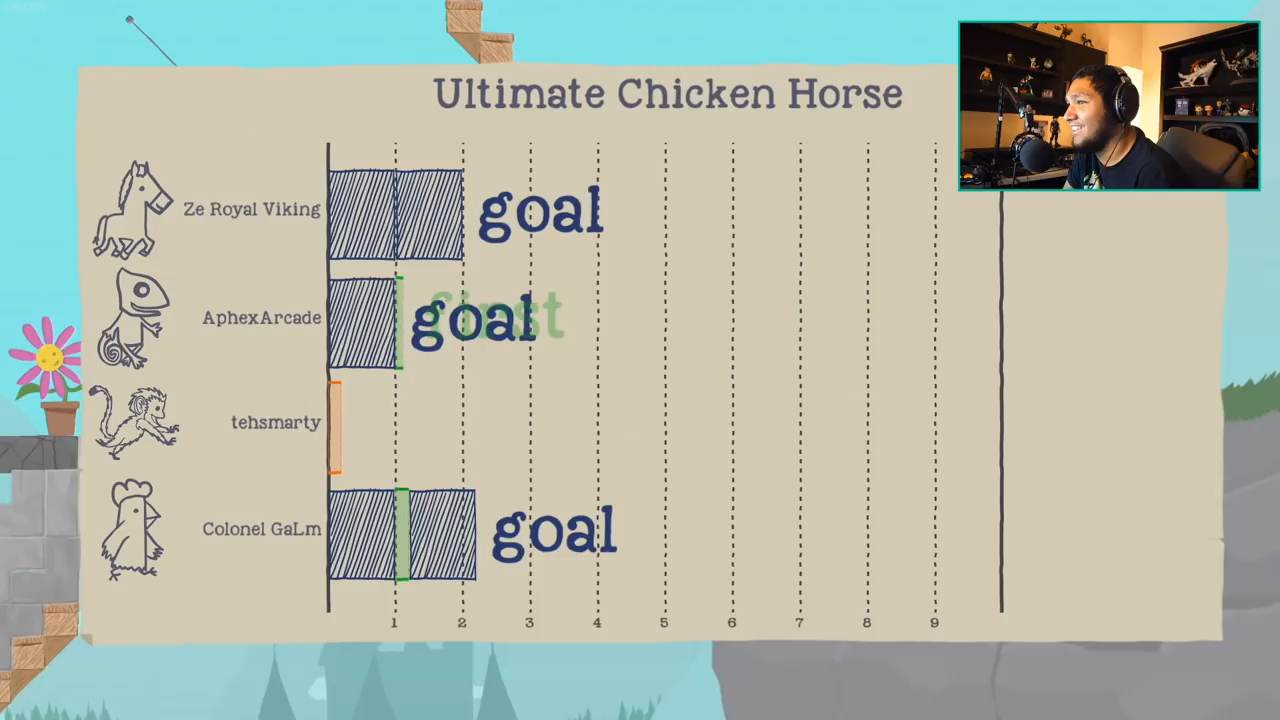 Ultimate Chicken Horse
Ze Royal Viking goal
AphexArcade goal first
tehsmarty
Colonel GaLm goal
1 2 3 4 5 6 7 8 9